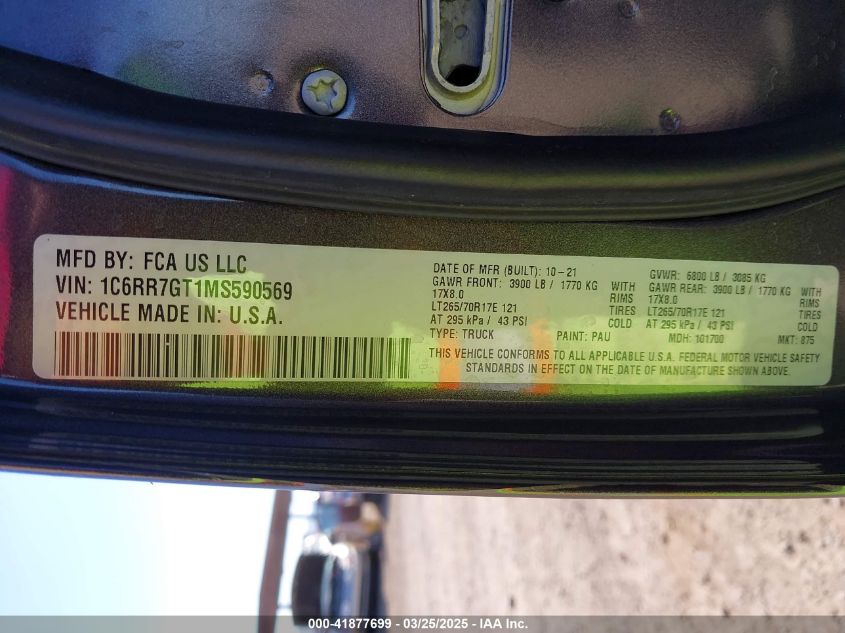 MFD BY: FCA US LLC
VIN: 1C6RR7GT1MS590569
VEHICLE MADE IN: U.S.A.
DATE OF MFR (BUILT): 10-21
GVWR: 6800 LB / 3085 KG
GAWR FRONT: 3900 LB / 1770 KG WITH
GAWR REAR: 3900 LB / 1770 KG WITH
17X8.0 RIMS
17X8.0 RIMS
LT265/70R17E 121 TIRES
LT265/70R17E 121 TIRES
AT 295 kPa / 43 PSI COLD
AT 295 kPa / 43 PSI COLD
TYPE: TRUCK PAINT: PAU MDH: 101700 MKT: 875
THIS VEHICLE CONFORMS TO ALL APPLICABLE U.S.A. FEDERAL MOTOR VEHICLE SAFETY
STANDARDS IN EFFECT ON THE DATE OF MANUFACTURE SHOWN ABOVE.
000-41877699 - 03/25/2025 - IAA Inc.